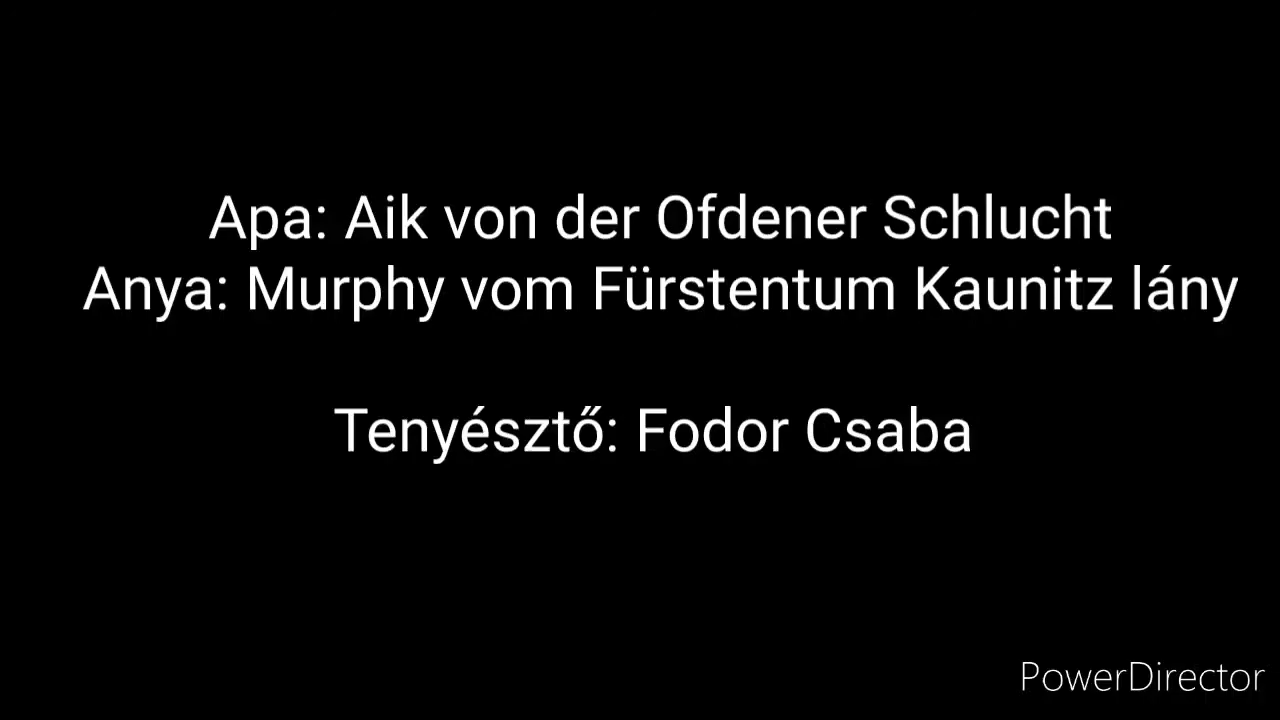 Apa: Aik von der Ofdener Schlucht
Anya: Murphy vom Fürstentum Kaunitz lány
Tenyésztő: Fodor Csaba
PowerDirector